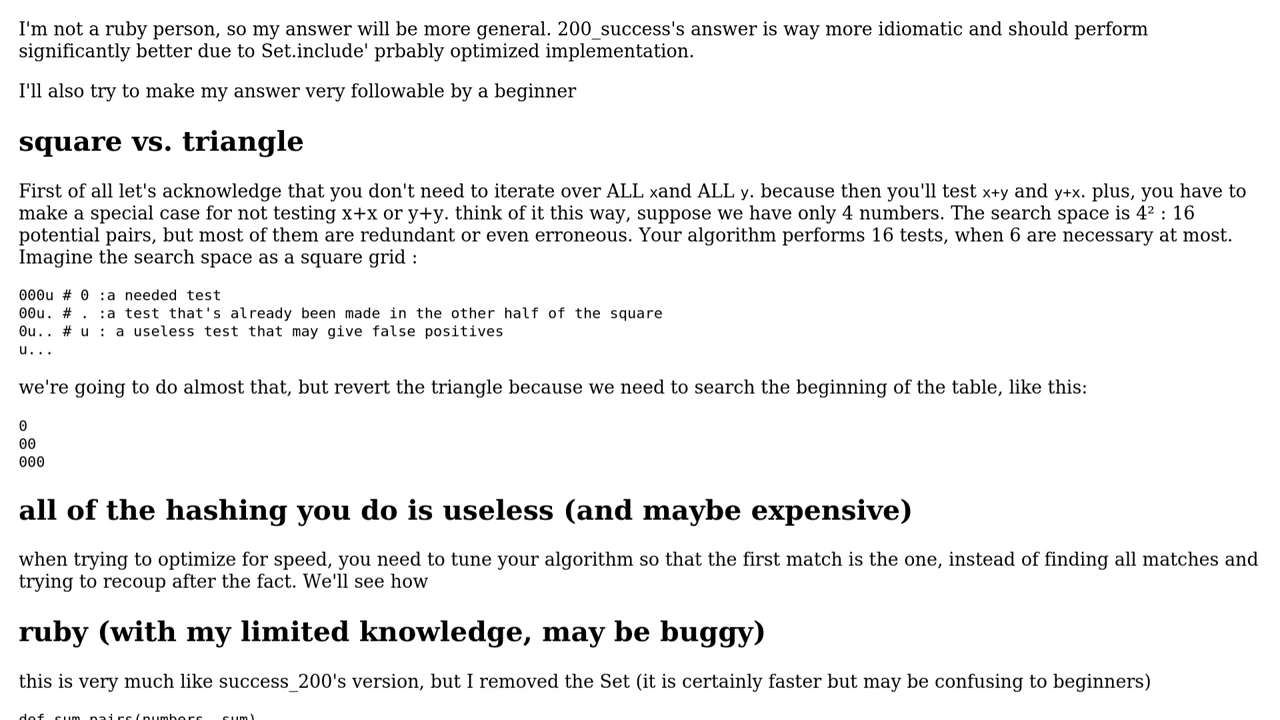 I'm not a ruby person, so my answer will be more general. 200_success's answer is way more idiomatic and should perform
significantly better due to Set.include' prbably optimized implementation.
I'll also try to make my answer very followable by a beginner
square vs. triangle
First of all let's acknowledge that you don't need to iterate over ALL xand ALL y. because then you'll test x+y and y+x. plus, you have to
make a special case for not testing x+x or y+y. think of it this way, suppose we have only 4 numbers. The search space is 4² : 16
potential pairs, but most of them are redundant or even erroneous. Your algorithm performs 16 tests, when 6 are necessary at most.
Imagine the search space as a square grid :
000u # 0 :a needed test
00u. # . :a test that's already been made in the other half of the square
0u.. # u : a useless test that may give false positives
u...
we're going to do almost that, but revert the triangle because we need to search the beginning of the table, like this:
0
00
000
all of the hashing you do is useless (and maybe expensive)
when trying to optimize for speed, you need to tune your algorithm so that the first match is the one, instead of finding all matches and
trying to recoup after the fact. We'll see how
ruby (with my limited knowledge, may be buggy)
this is very much like success_200's version, but I removed the Set (it is certainly faster but may be confusing to beginners)
def sum_pairs(numbers, sum)